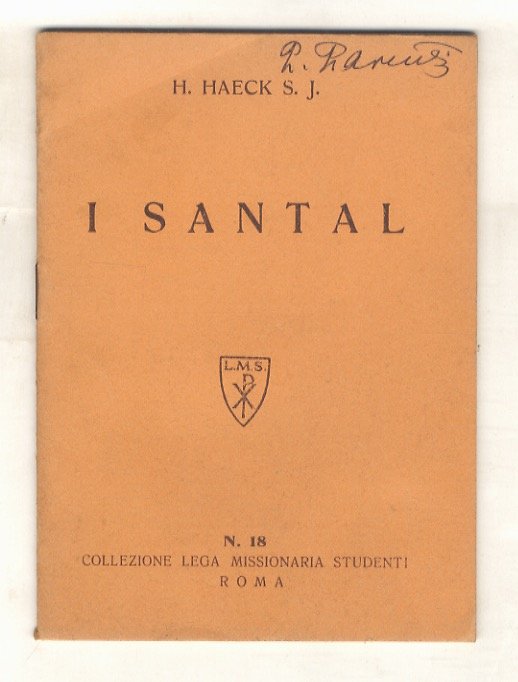 H. HAECK S. J.
I SANTAL
L.M.S.
N. 18
COLLEZIONE LEGA MISSIONARIA STUDENTI
ROMA